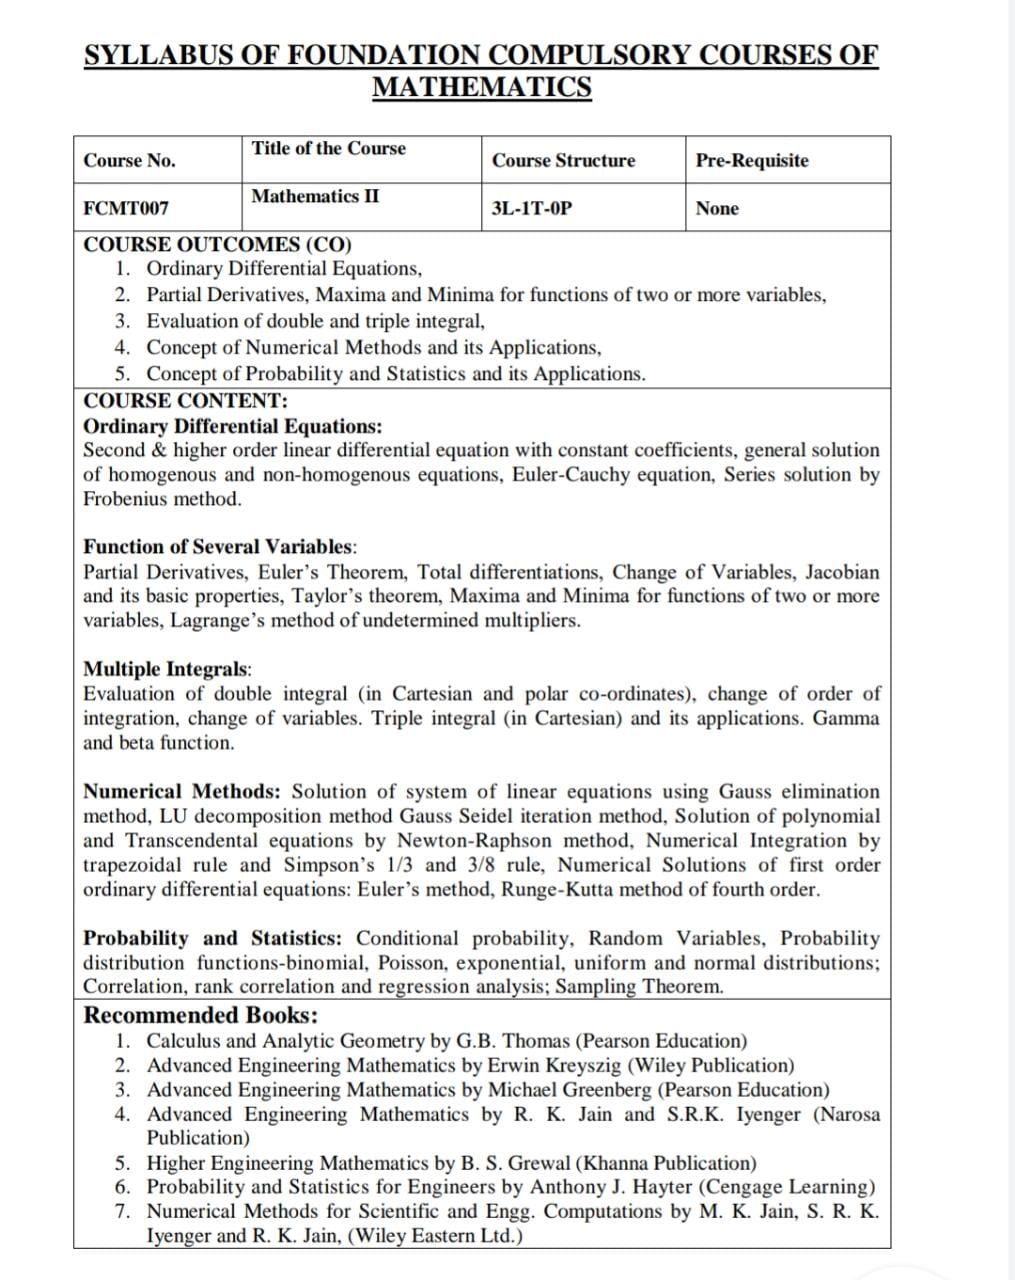 SYLLABUS OF FOUNDATION COMPULSORY COURSES OF
MATHEMATICS
Course No.
Title of the Course
Course Structure
Pre-Requisite
FCMT007
Mathematics II
3L-1T-0P
None
COURSE OUTCOMES (CO)
1. Ordinary Differential Equations,
2. Partial Derivatives, Maxima and Minima for functions of two or more variables,
3. Evaluation of double and triple integral,
4. Concept of Numerical Methods and its Applications,
5. Concept of Probability and Statistics and its Applications.
COURSE CONTENT:
Ordinary Differential Equations:
Second & higher order linear differential equation with constant coefficients, general solution
of homogenous and non-homogenous equations, Euler-Cauchy equation, Series solution by
Frobenius method.
Function of Several Variables:
Partial Derivatives, Euler's Theorem, Total differentiations, Change of Variables, Jacobian
and its basic properties, Taylor's theorem, Maxima and Minima for functions of two or more
variables, Lagrange's method of undetermined multipliers.
Multiple Integrals:
Evaluation of double integral (in Cartesian and polar co-ordinates), change of order of
integration, change of variables. Triple integral (in Cartesian) and its applications. Gamma
and beta function.
Numerical Methods: Solution of system of linear equations using Gauss elimination
method, LU decomposition method Gauss Seidel iteration method, Solution of polynomial
and Transcendental equations by Newton-Raphson method, Numerical Integration by
trapezoidal rule and Simpson's 1/3 and 3/8 rule, Numerical Solutions of first order
ordinary differential equations: Euler's method, Runge-Kutta method of fourth order.
Probability and Statistics: Conditional probability, Random Variables, Probability
distribution functions-binomial, Poisson, exponential, uniform and normal distributions;
Correlation, rank correlation and regression analysis; Sampling Theorem.
Recommended Books:
1. Calculus and Analytic Geometry by G.B. Thomas (Pearson Education)
2. Advanced Engineering Mathematics by Erwin Kreyszig (Wiley Publication)
3. Advanced Engineering Mathematics by Michael Greenberg (Pearson Education)
4. Advanced Engineering Mathematics by R. K. Jain and S.R.K. Iyenger (Narosa
Publication)
5. Higher Engineering Mathematics by B. S. Grewal (Khanna Publication)
6. Probability and Statistics for Engineers by Anthony J. Hayter (Cengage Learning)
7. Numerical Methods for Scientific and Engg. Computations by M. K. Jain, S. R. K.
Iyenger and R. K. Jain, (Wiley Eastern Ltd.)